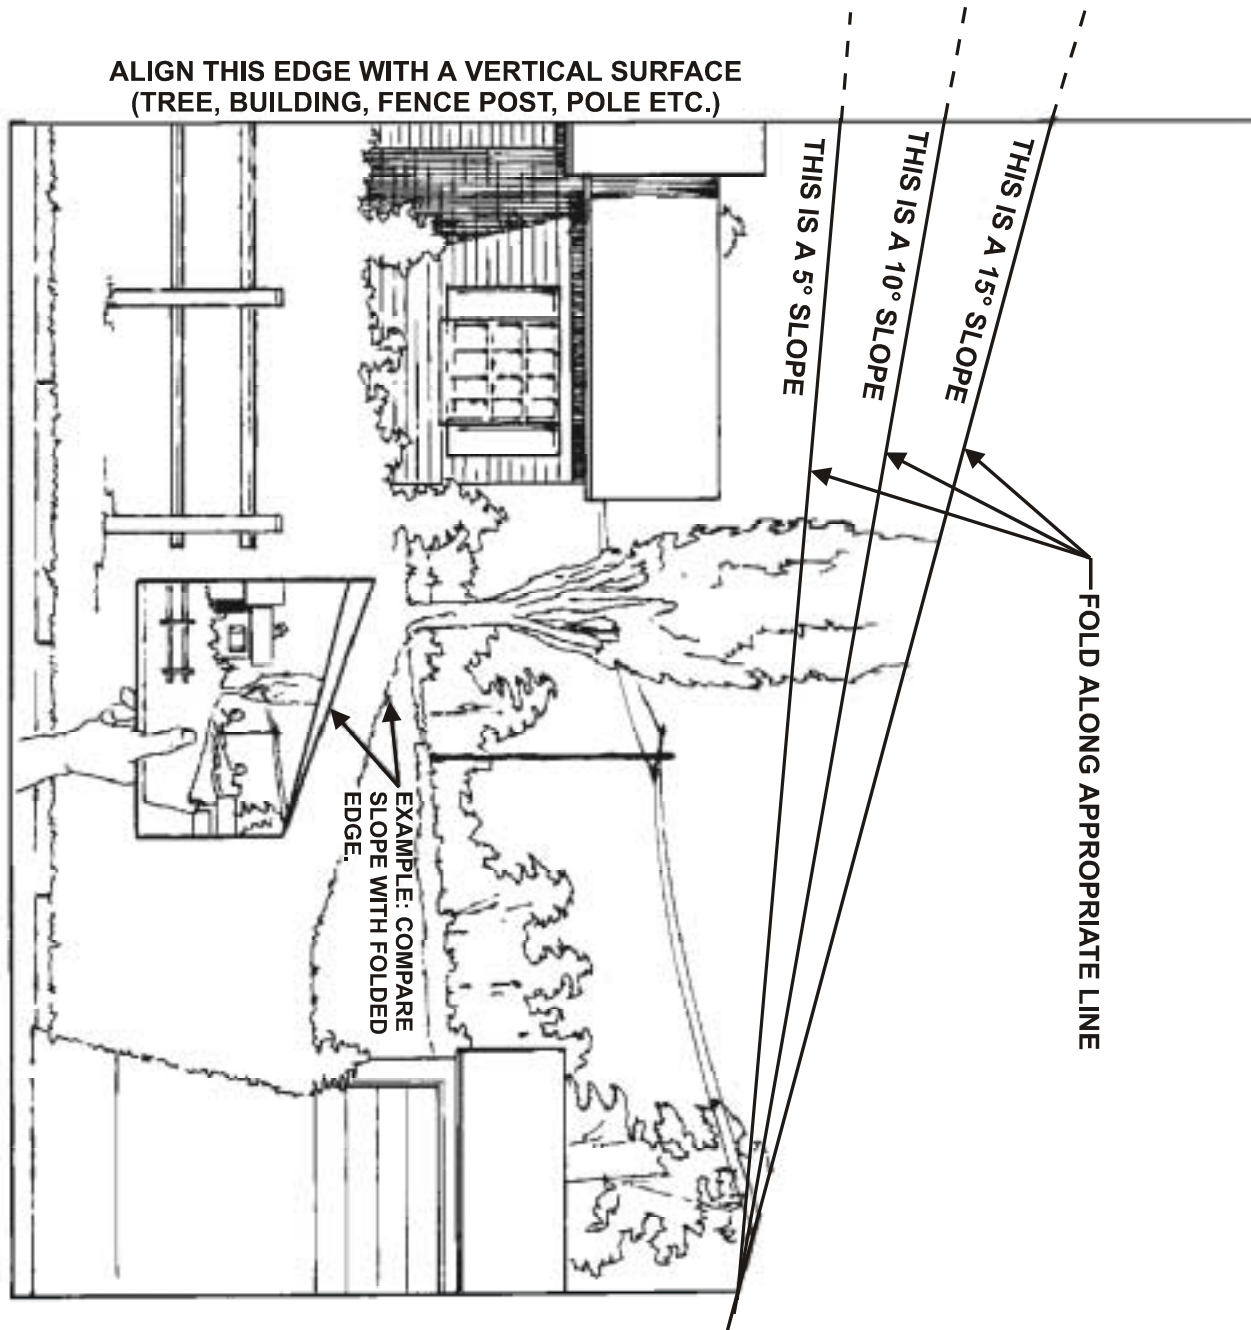 ALIGN THIS EDGE WITH A VERTICAL SURFACE
(TREE, BUILDING, FENCE POST, POLE ETC.)
THIS IS A 5° SLOPE
THIS IS A 10° SLOPE
THIS IS A 15° SLOPE
FOLD ALONG APPROPRIATE LINE
EXAMPLE: COMPARE
SLOPE WITH FOLDED
EDGE.